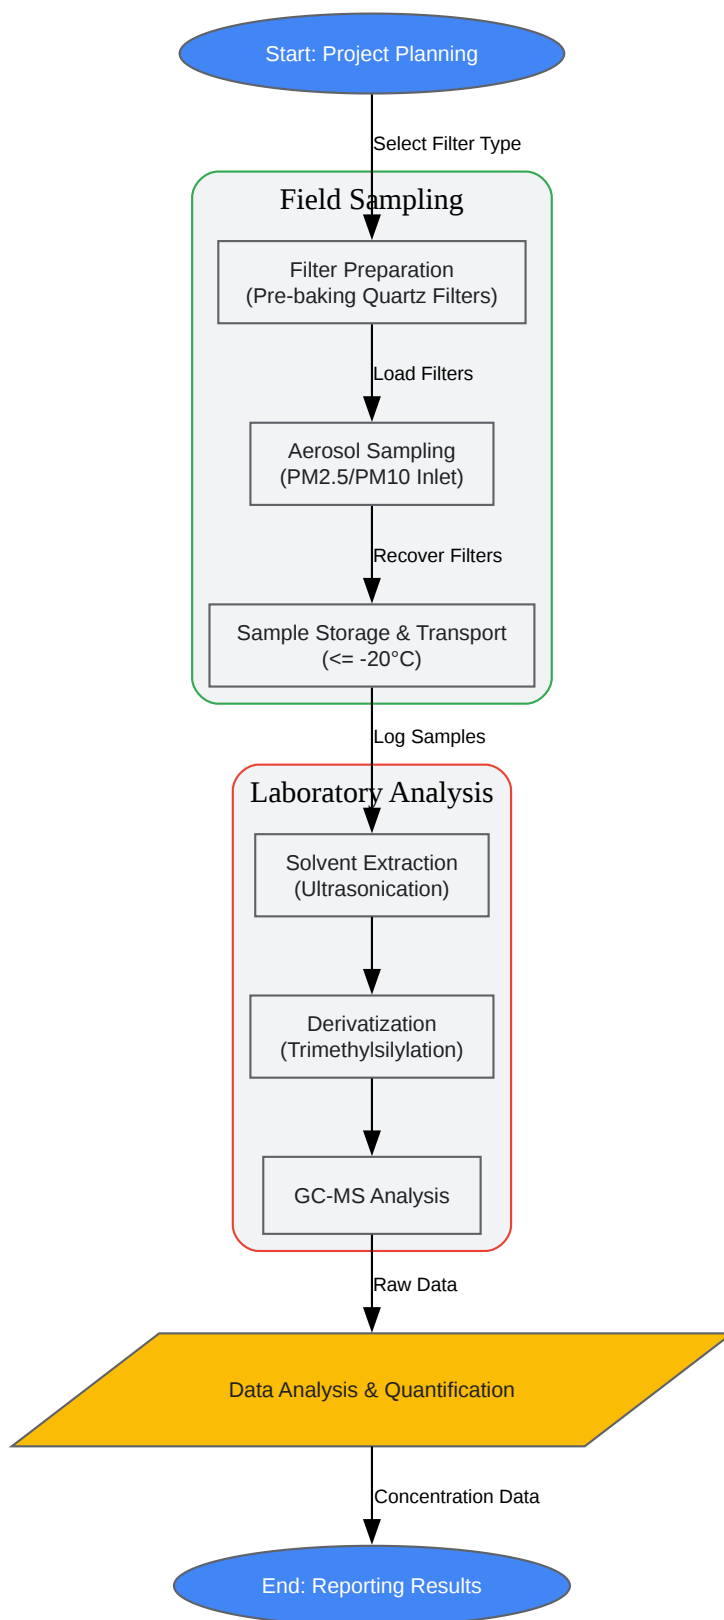 Start: Project Planning
Select Filter Type
Field Sampling
Filter Preparation
(Pre-baking Quartz Filters)
Load Filters
Aerosol Sampling
(PM2.5/PM10 Inlet)
Recover Filters
Sample Storage & Transport
(<= -20°C)
Log Samples
Laboratory Analysis
Solvent Extraction
(Ultrasonication)
Derivatization
(Trimethylsilylation)
GC-MS Analysis
Raw Data
Data Analysis & Quantification
Concentration Data
End: Reporting Results